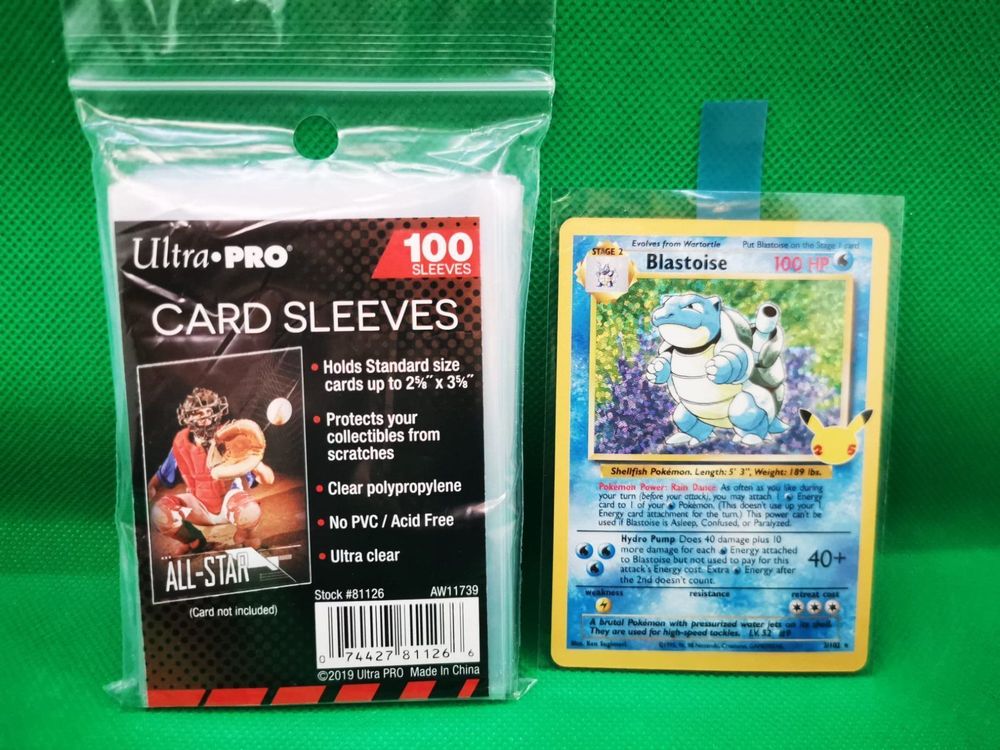 Ultra•PRO®
100
SLEEVES
CARD SLEEVES
• Holds Standard size
cards up to 2⅝" x 3⅝"
• Protects your
collectibles from
scratches
• Clear polypropylene
• No PVC / Acid Free
• Ultra clear
ALL-STAR
(Card not included)
Stock #81126
AW11739
0 74427 81126 6
©2019 Ultra PRO Made in China
STAGE 2
Evolves from Wartortle
Put Blastoise on the Stage 1 card
Blastoise
100 HP
25
Shellfish Pokémon. Length: 5' 3", Weight: 189 lbs.
Pokémon Power: Rain Dance As often as you like during
your turn (before your attack), you may attach 1 Energy
card to 1 of your Pokémon. (This doesn't use up your 1
Energy card attachment for the turn.) This power can't be
used if Blastoise is Asleep, Confused, or Paralyzed.
Hydro Pump Does 40 damage plus 10
more damage for each Energy attached
to Blastoise but not used to pay for this
attack's Energy cost. Extra Energy after
the 2nd doesn't count.
40+
weakness
resistance
retreat cost
A brutal Pokémon with pressurized water jets on its shell.
They are used for high-speed tackles. LV. 52 #9
Illus. Ken Sugimori
2/102